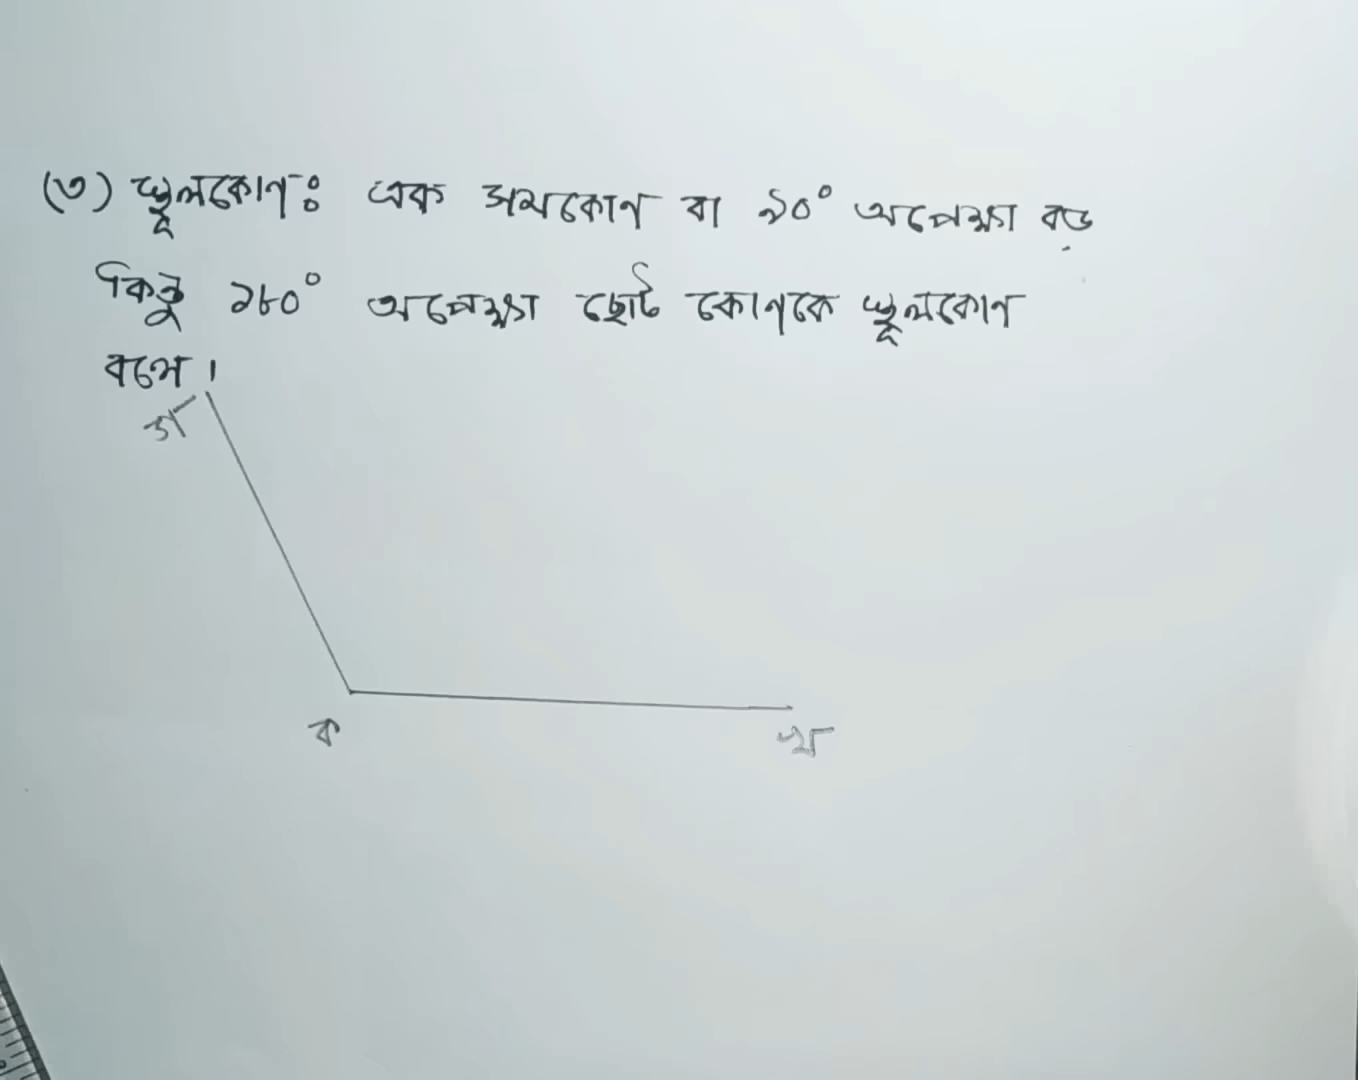 (৩) স্থূলকোণঃ এক সমকোণ বা ৯০° অপেক্ষা বড়
কিন্তু ১৮০° অপেক্ষা ছোট কোণকে স্থূলকোণ
বলে।
গ
ক
খ